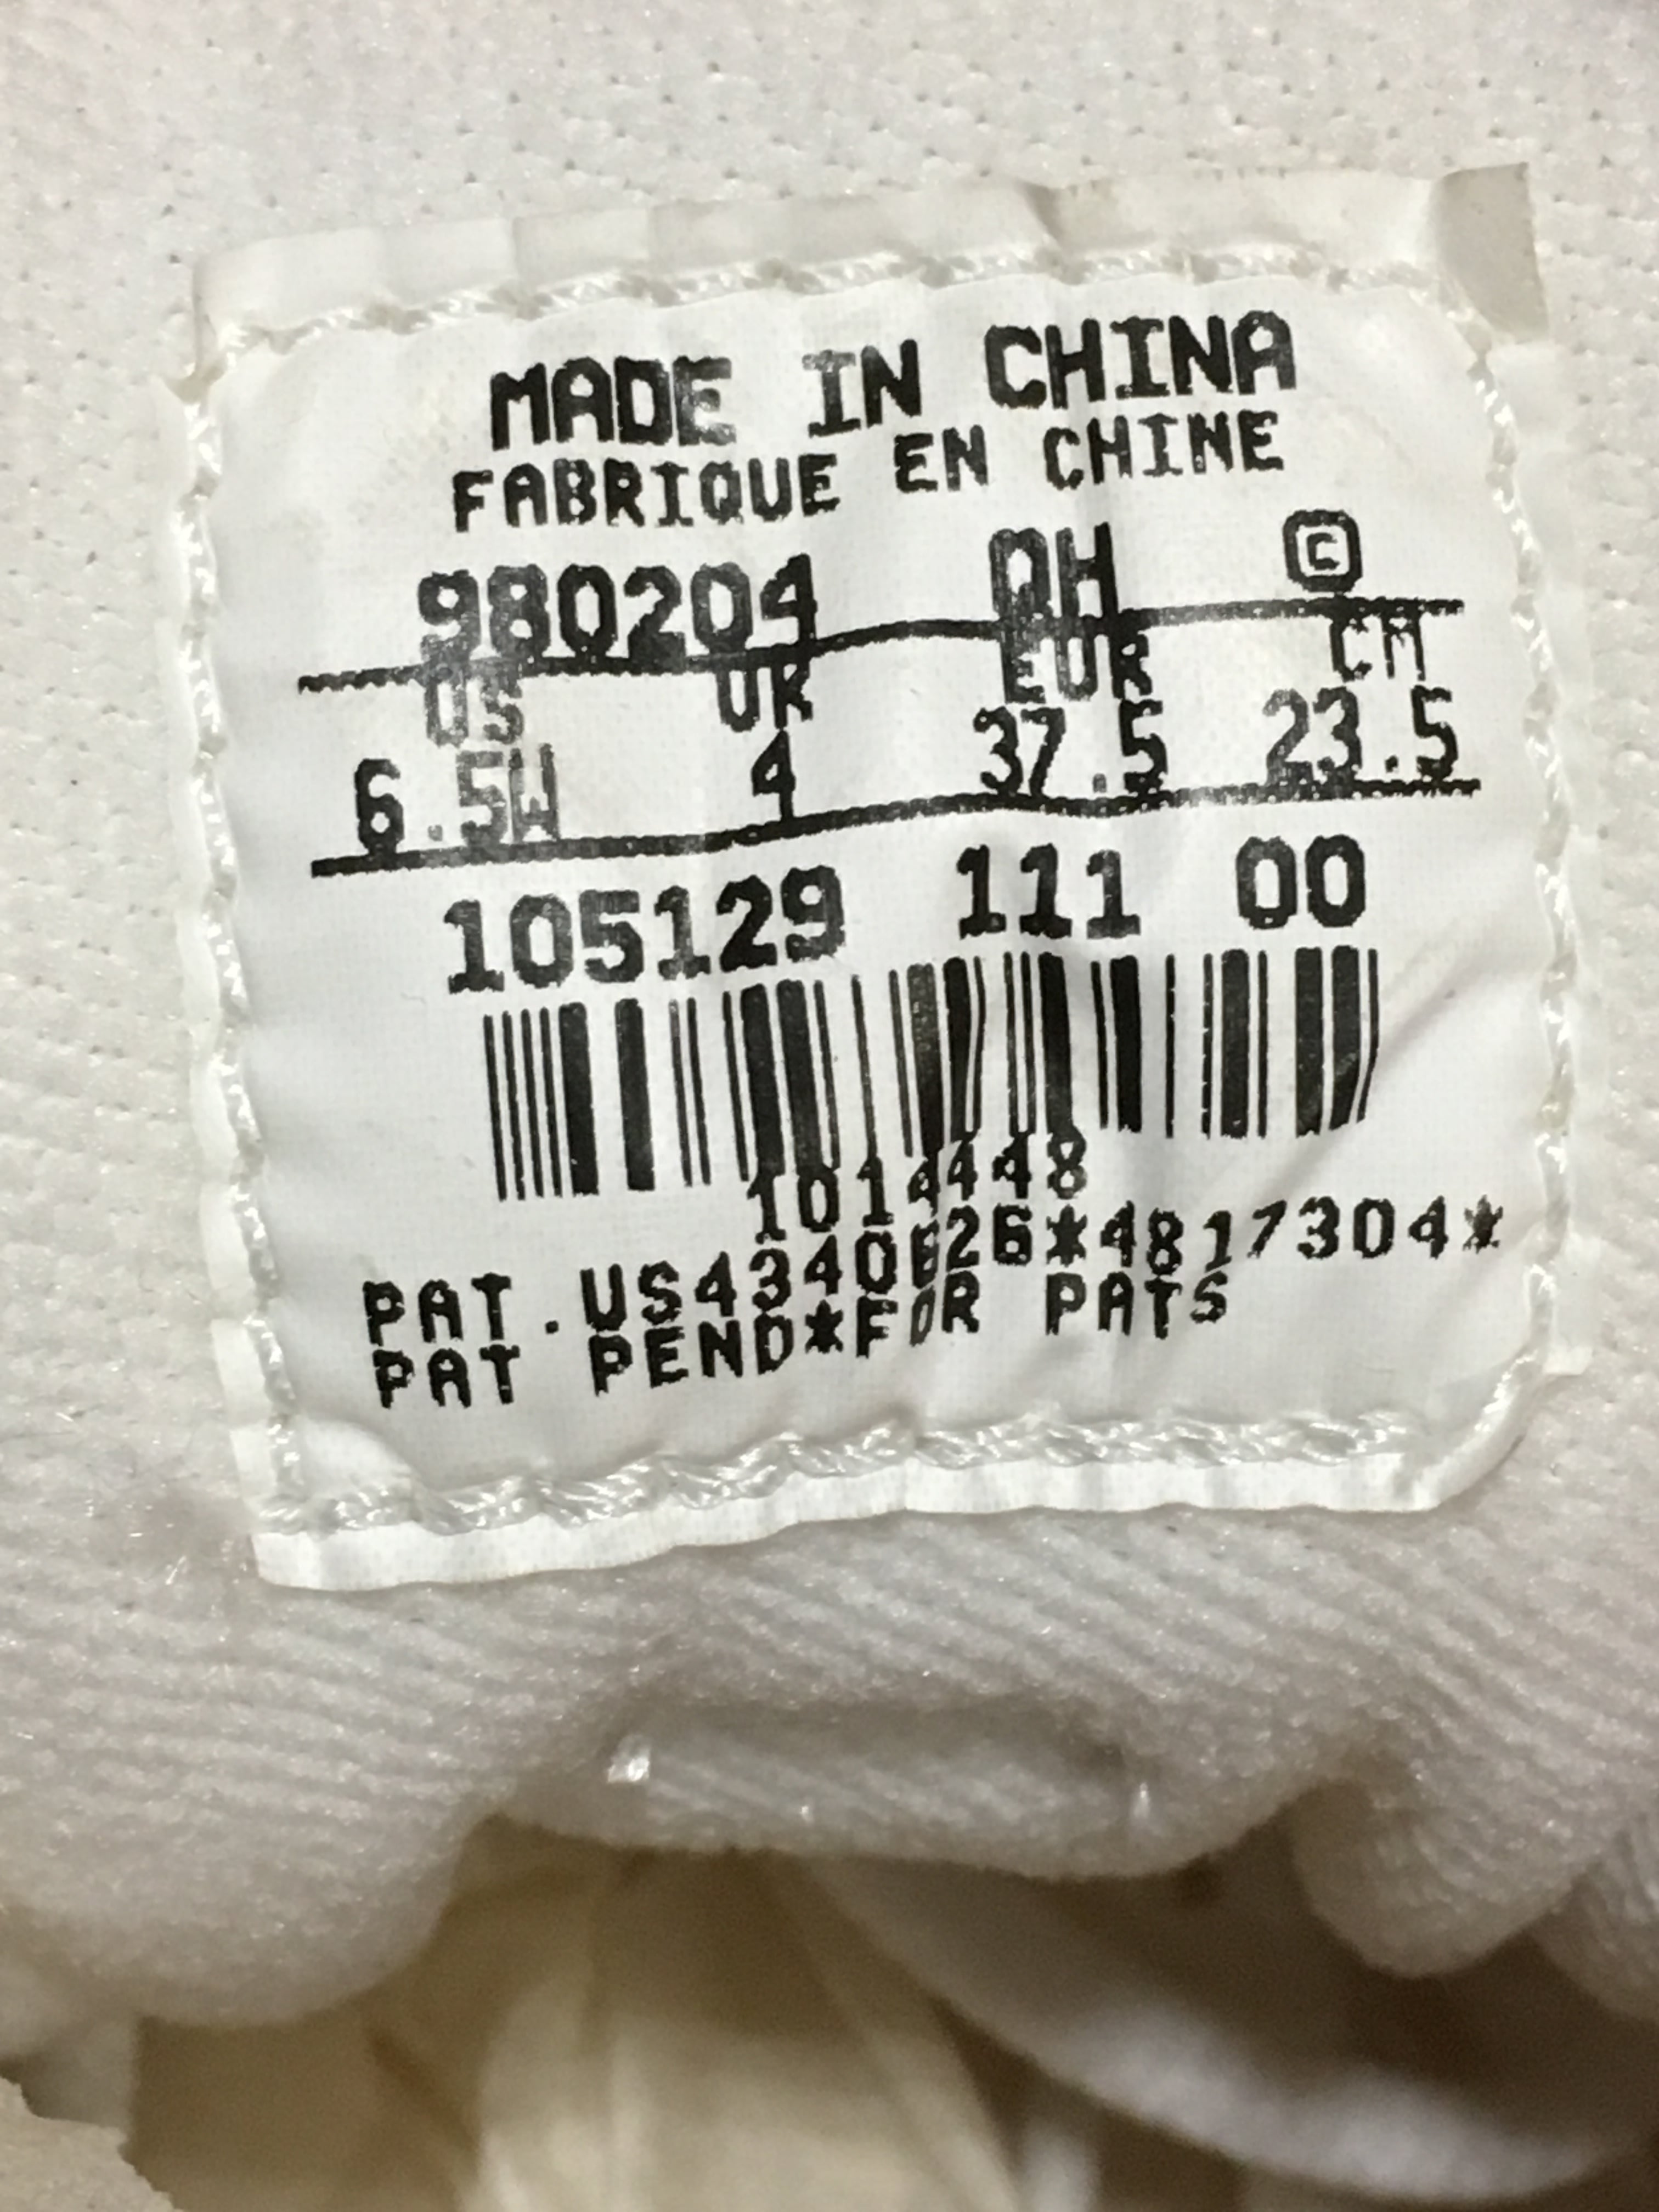 MADE IN CHINA
FABRIQUE EN CHINE
980204 QH ©
US UK EUR CM
6.5W 4 37.5 23.5
105129 111 00
1014448
PAT.US4340626*4817304*
PAT PEND*FOR PATS